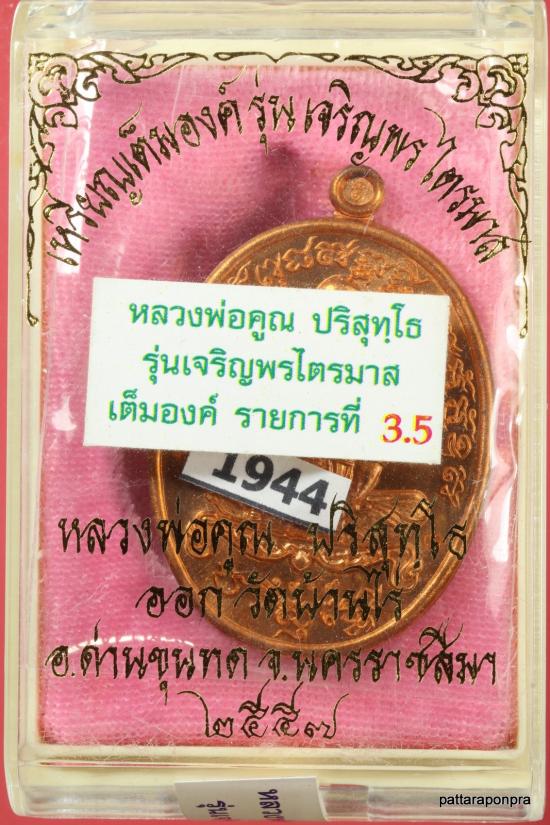 เหรียญเต็มองค์ รุ่น เจริญพร ไตรมาส
หลวงพ่อคูณ ปริสุทฺโธ
รุ่นเจริญพรไตรมาส
เต็มองค์ รายการที่ 3.5
1944
หลวงพ่อคูณ ปริสุทฺโธ
ออก วัดบ้านไร่
อ.ด่านขุนทด จ.นครราชสีมา
๒๕๕๗
pattaraponpra